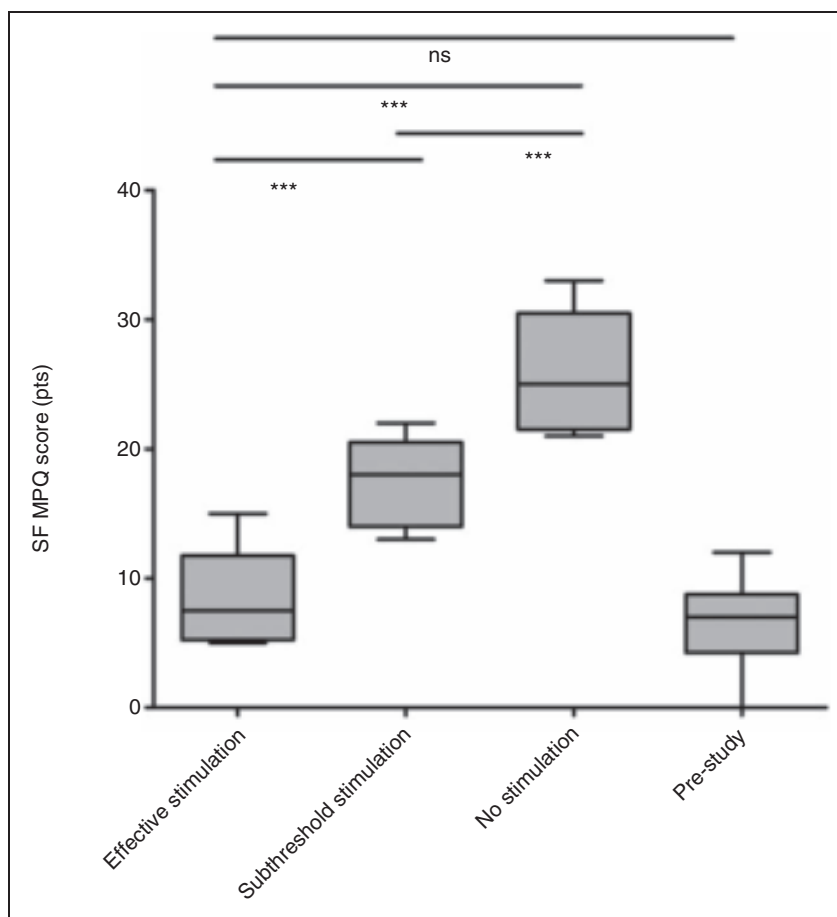 ns
***
***
***
40
30
20
10
0
SF MPQ score (pts)
Effective stimulation
Subthreshold stimulation
No stimulation
Pre-study